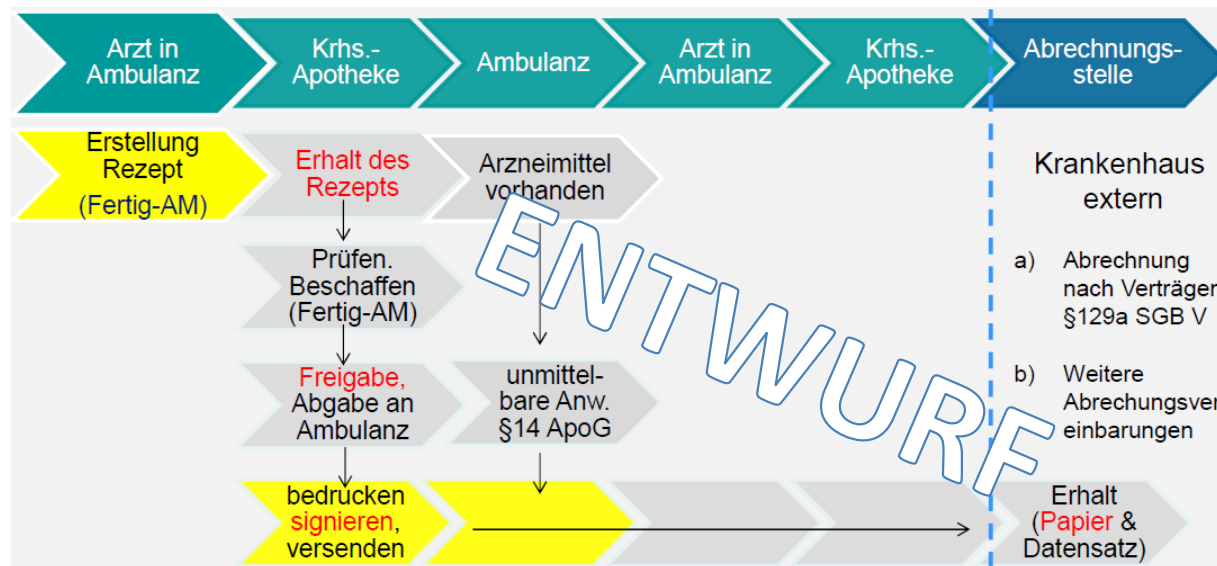 Arzt in
Ambulanz
Krhs.-
Apotheke
Ambulanz
Arzt in
Ambulanz
Krhs.-
Apotheke
Abrechnungs-
stelle
Erstellung
Rezept
(Fertig-AM)
Erhalt des
Rezepts
Arzneimittel
vorhanden
Krankenhaus
extern
Prüfen.
Beschaffen
(Fertig-AM)
a) Abrechnung
nach Verträgen
§129a SGB V
Freigabe,
Abgabe an
Ambulanz
unmittel-
bare Anw.
§14 ApoG
b) Weitere
Abrechungsver
einbarungen
bedrucken
signieren,
versenden
Erhalt
(Papier &
Datensatz)
ENTWURF